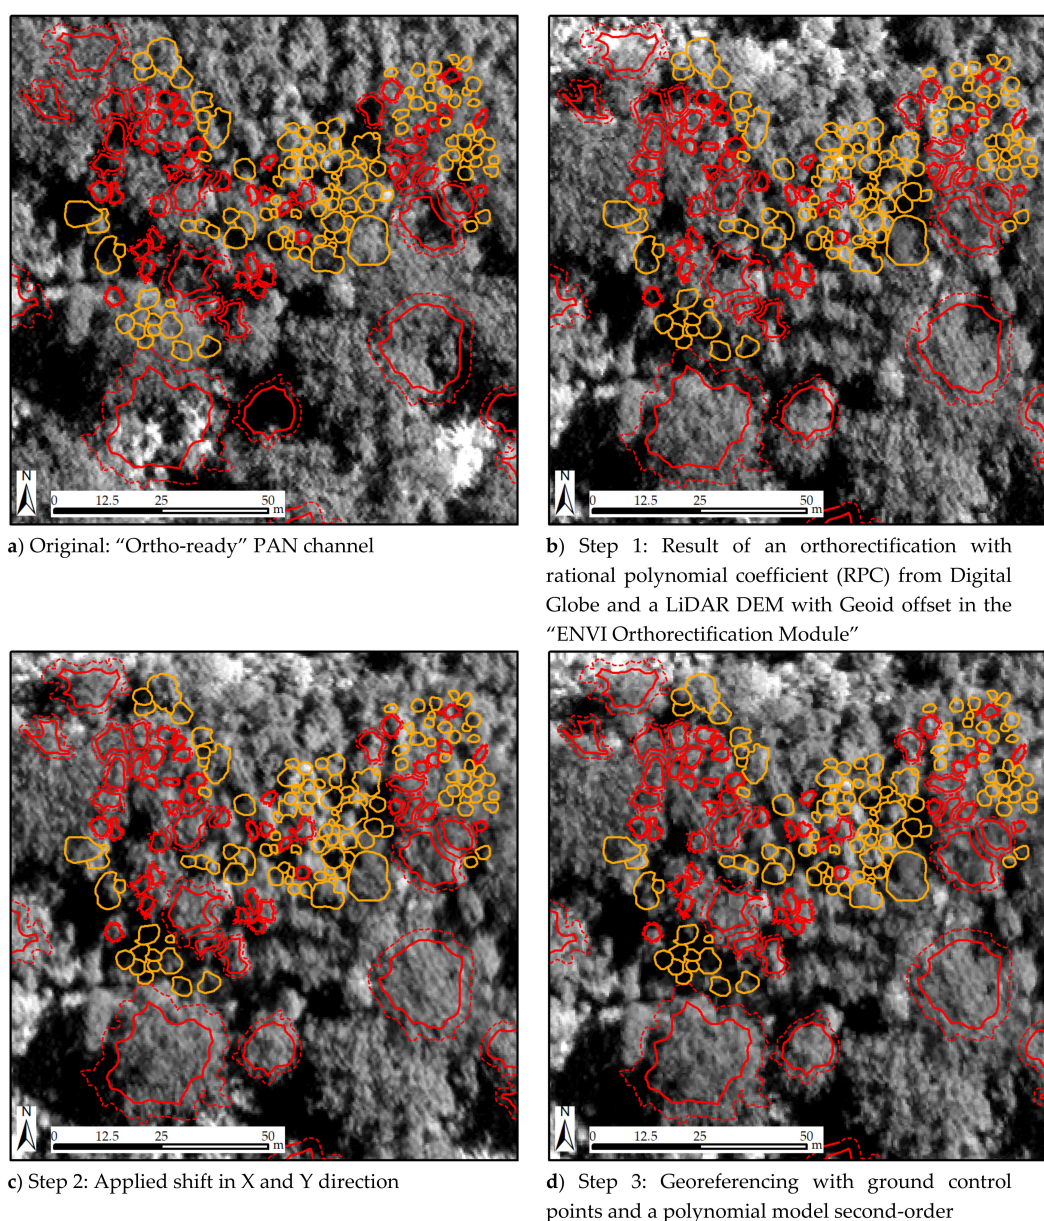 N
0 12.5 25 50
m
N
0 12.5 25 50
m
a) Original: “Ortho-ready” PAN channel
b) Step 1: Result of an orthorectification with
rational polynomial coefficient (RPC) from Digital
Globe and a LiDAR DEM with Geoid offset in the
“ENVI Orthorectification Module”
N
0 12.5 25 50
m
N
0 12.5 25 50
m
c) Step 2: Applied shift in X and Y direction
d) Step 3: Georeferencing with ground control
points and a polynomial model second-order